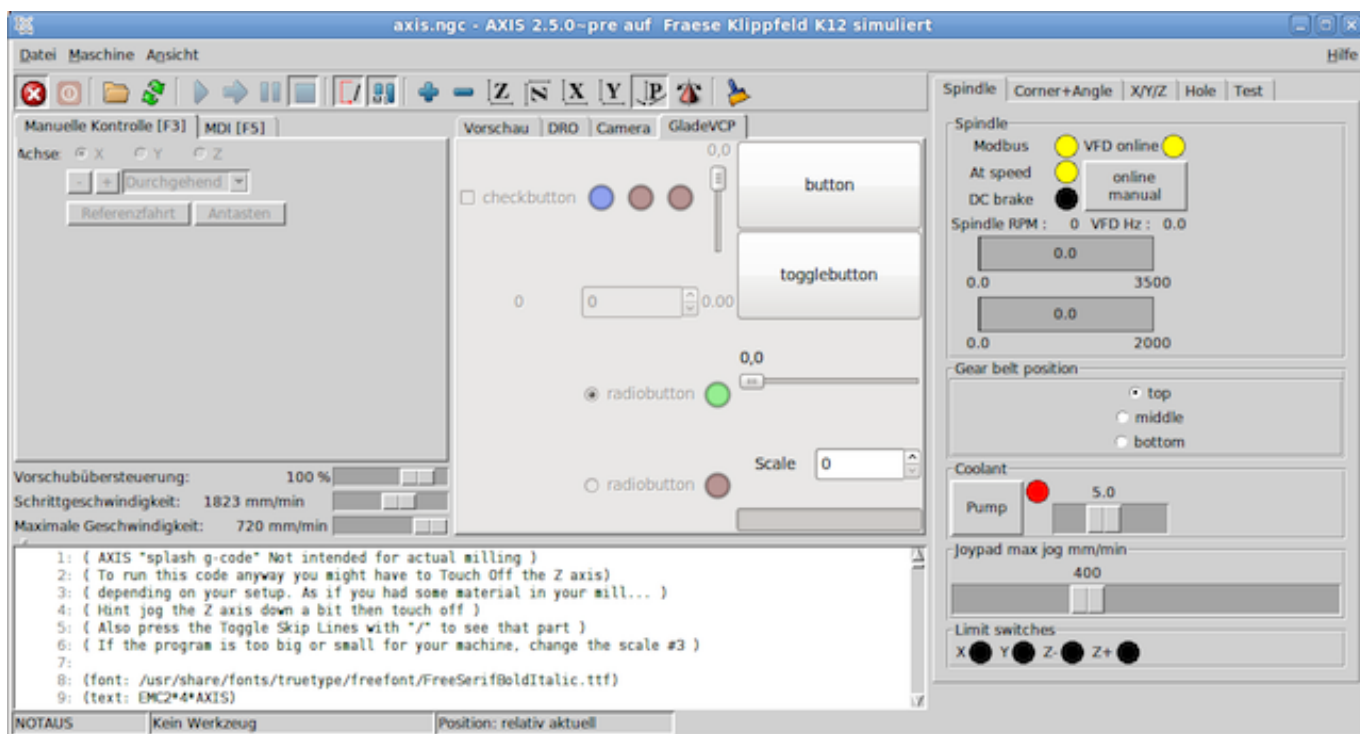 axis.ngc - AXIS 2.5.0~pre auf Fraese Klippfeld K12 simuliert
Datei Maschine Ansicht Hilfe
Z N X Y P
Manuelle Kontrolle [F3] MDI [F5]
Achse: X Y Z
- + Durchgehend
Referenzfahrt Antasten
Vorschubübersteuerung: 100 %
Schrittgeschwindigkeit: 1823 mm/min
Maximale Geschwindigkeit: 720 mm/min
Vorschau DRO Camera GladeVCP
0,0
checkbutton
button
togglebutton
0 0 0.00
0,0
radiobutton
Scale 0
radiobutton
Spindle Corner+Angle X/Y/Z Hole Test
Spindle
Modbus VFD online
At speed
online
manual
DC brake
Spindle RPM : 0 VFD Hz : 0.0
0.0
0.0 3500
0.0
0.0 2000
Gear belt position
top
middle
bottom
Coolant
Pump
5.0
Joypad max jog mm/min
400
Limit switches
X Y Z- Z+
1: ( AXIS "splash g-code" Not intended for actual milling )
2: ( To run this code anyway you might have to Touch Off the Z axis)
3: ( depending on your setup. As if you had some material in your mill... )
4: ( Hint jog the Z axis down a bit then touch off )
5: ( Also press the Toggle Skip Lines with "/" to see that part )
6: ( If the program is too big or small for your machine, change the scale #3 )
7:
8: (font: /usr/share/fonts/truetype/freefont/FreeSerifBoldItalic.ttf)
9: (text: EMC2*4*AXIS)
NOTAUS Kein Werkzeug Position: relativ aktuell